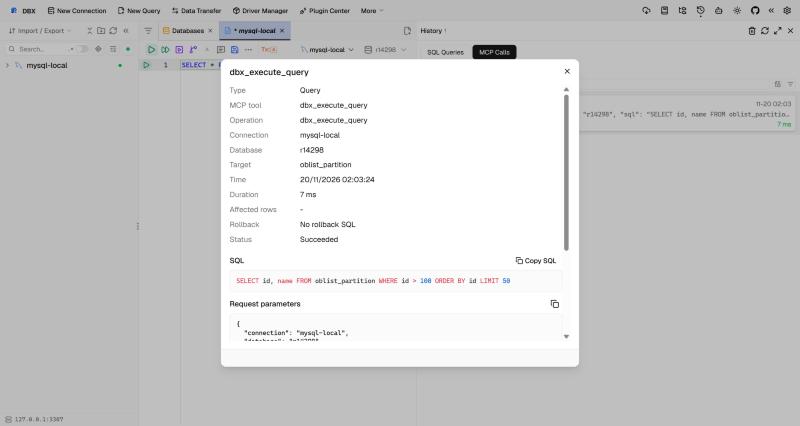 DBX
New Connection
New Query
Data Transfer
Driver Manager
Plugin Center
More
Import / Export
Databases
* mysql-local
History
Search...
Tx: A
mysql-local
r14298
SQL Queries
MCP Calls
mysql-local
1
SELECT *
dbx_execute_query
Type
Query
MCP tool
dbx_execute_query
Operation
dbx_execute_query
Connection
mysql-local
Database
r14298
Target
oblist_partition
Time
20/11/2026 02:03:24
Duration
7 ms
Affected rows
-
Rollback
No rollback SQL
Status
Succeeded
SQL
Copy SQL
SELECT id, name FROM oblist_partition WHERE id > 100 ORDER BY id LIMIT 50
Request parameters
{
"connection": "mysql-local",
"database": "r14298"
11-20 02:03
"r14298", "sql": "SELECT id, name FROM oblist_partitio...
7 ms
127.0.0.1:3307